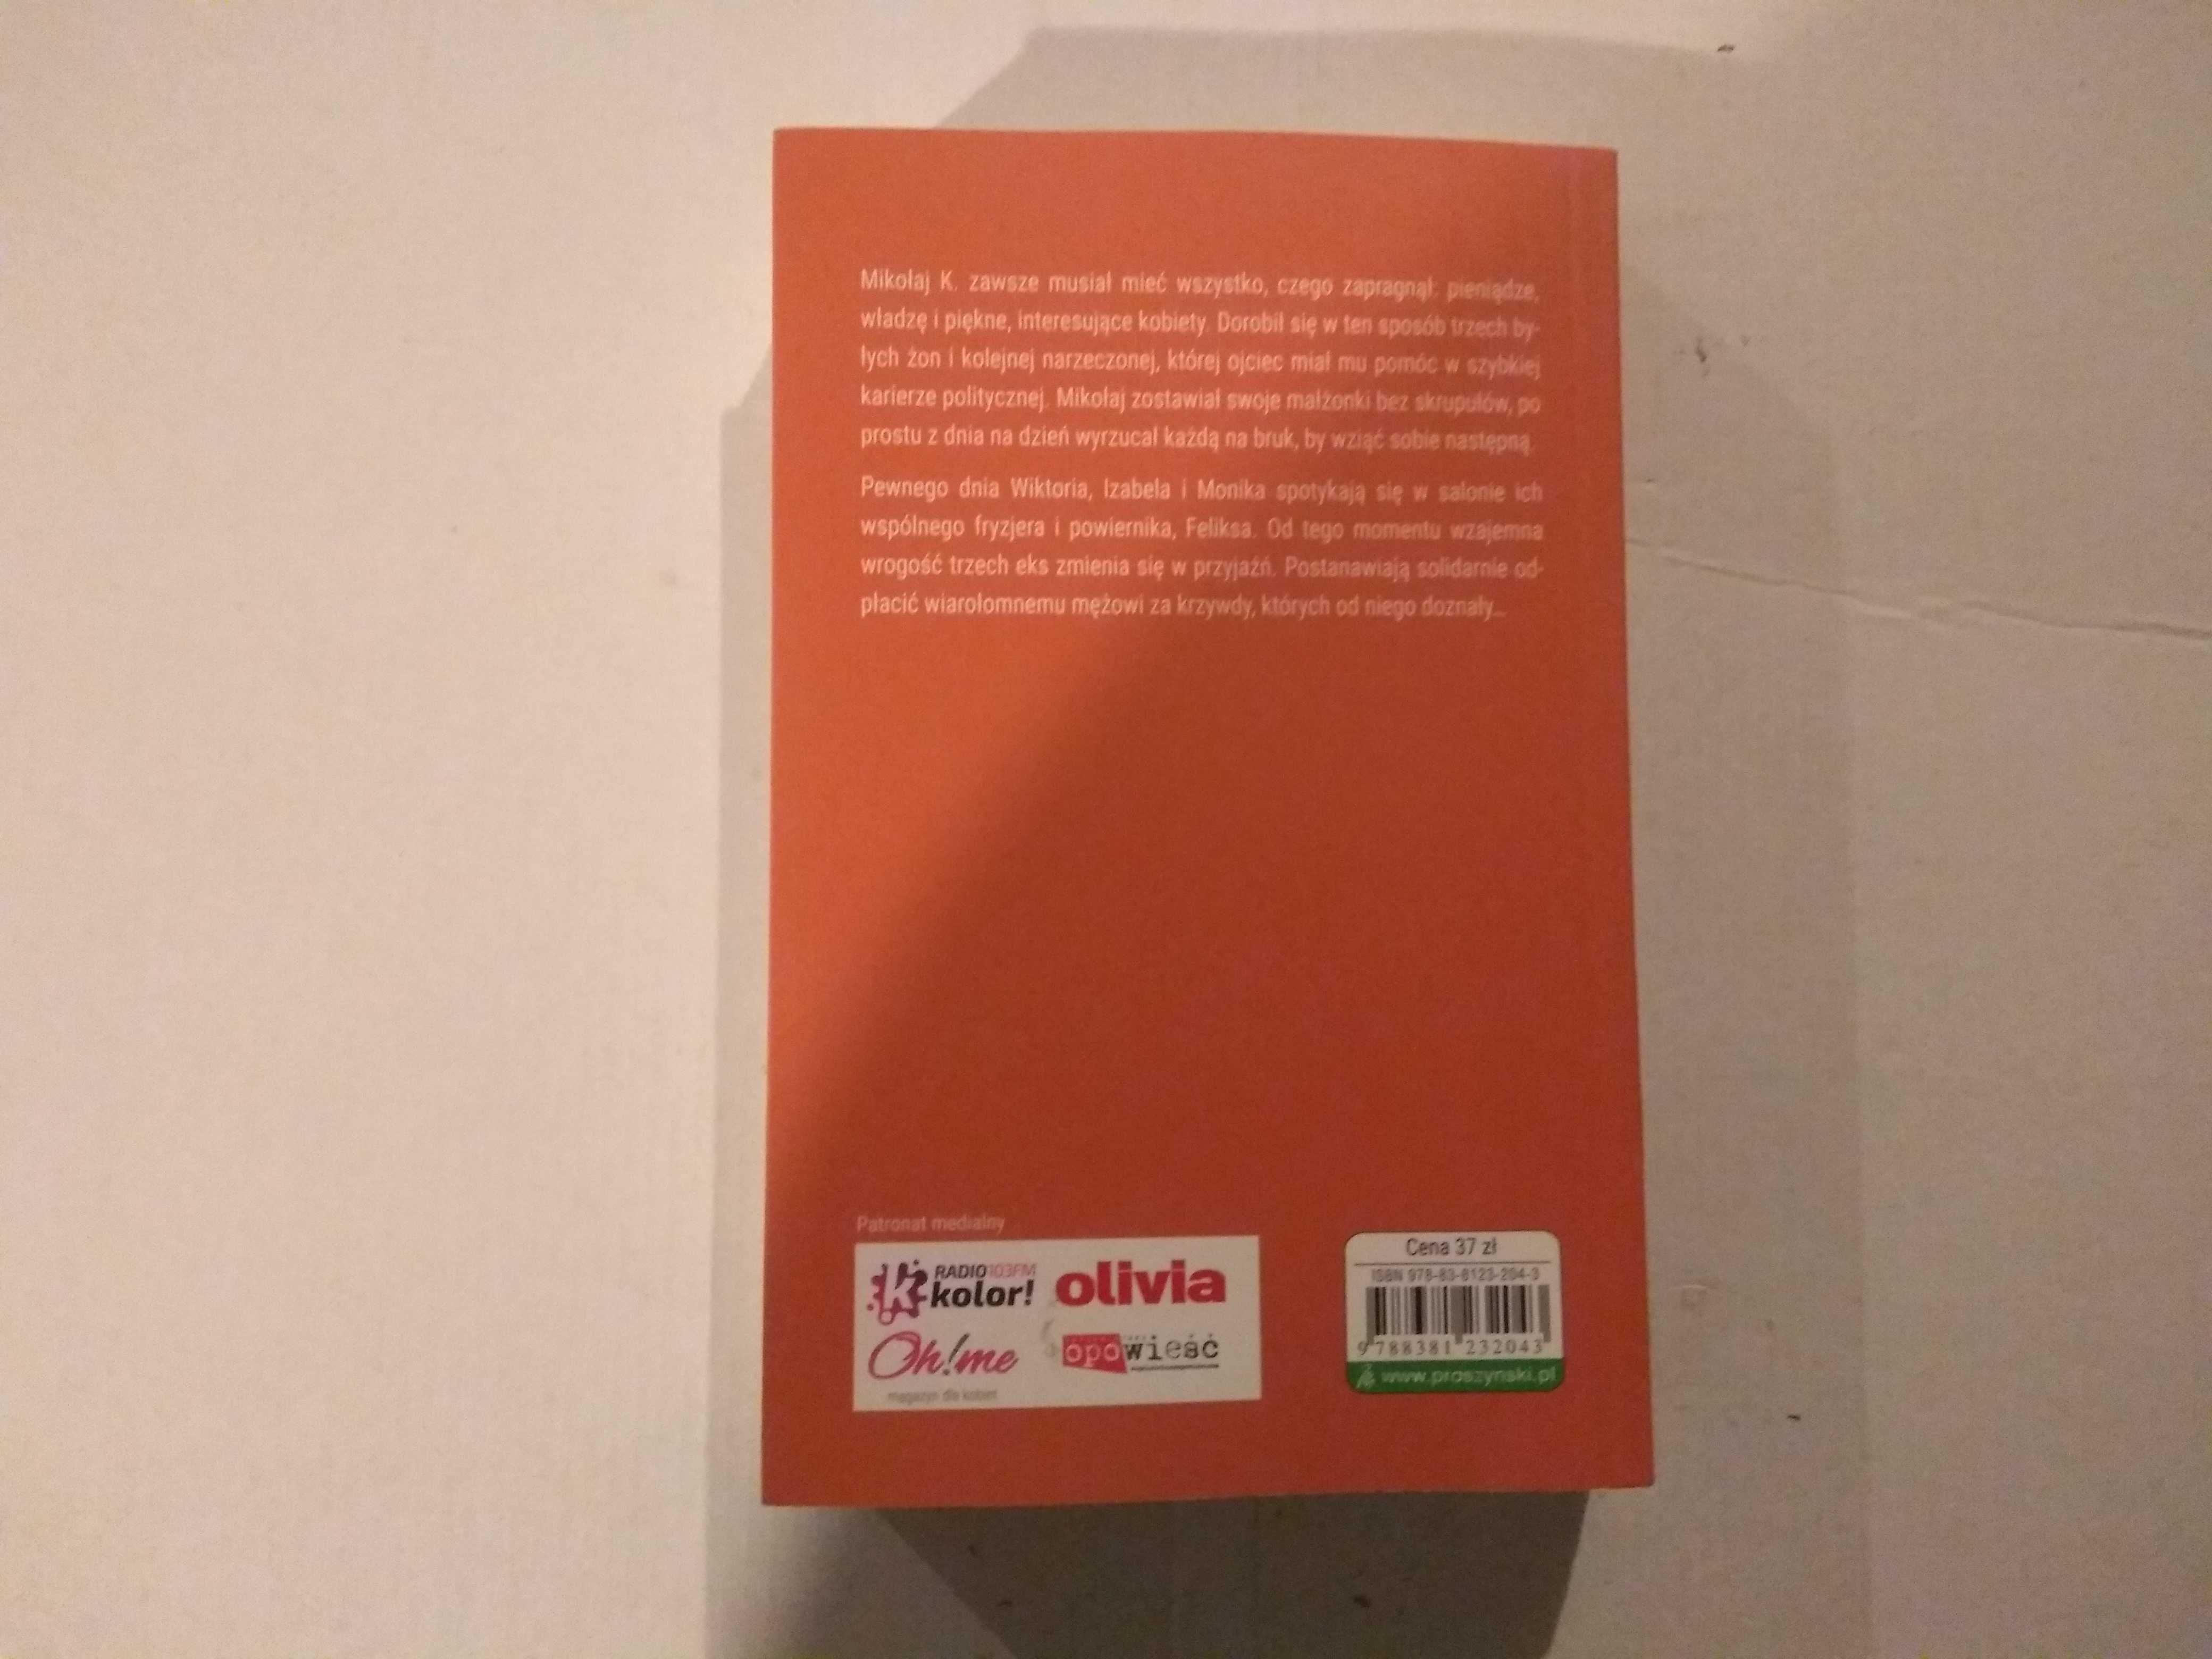 Mikołaj K. zawsze musiał mieć wszystko, czego zapragnął: pieniądze,
władzę i piękne, interesujące kobiety. Dorobił się w ten sposób trzech by-
łych żon i kolejnej narzeczonej, której ojciec miał mu pomóc w szybkiej
karierze politycznej. Mikołaj zostawiał swoje małżonki bez skrupułów, po
prostu z dnia na dzień wyrzucał każdą na bruk, by wziąć sobie następną.
Pewnego dnia Wiktoria, Izabela i Monika spotykają się w salonie ich
wspólnego fryzjera i powiernika, Feliksa. Od tego momentu wzajemna
wrogość trzech eks zmienia się w przyjaźń. Postanawiają solidarnie od-
płacić wiarołomnemu mężowi za krzywdy, których od niego doznały...
Patronat medialny
RADIO 103FM
kolor!
olivia
Oh!me
magazyn dla kobiet
opowieść
Cena 37 zł
ISBN 978-83-8123-204-3
9 788381 232043
www.proszynski.pl